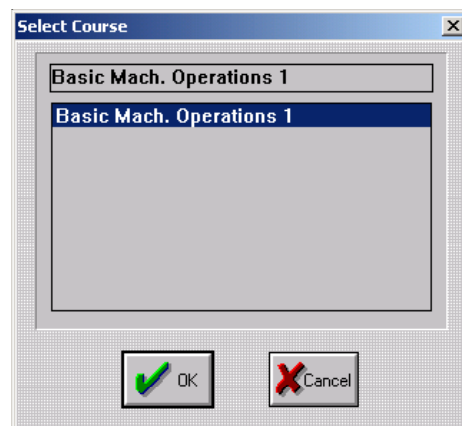 Select Course
Basic Mach. Operations 1
Basic Mach. Operations 1
OK
Cancel